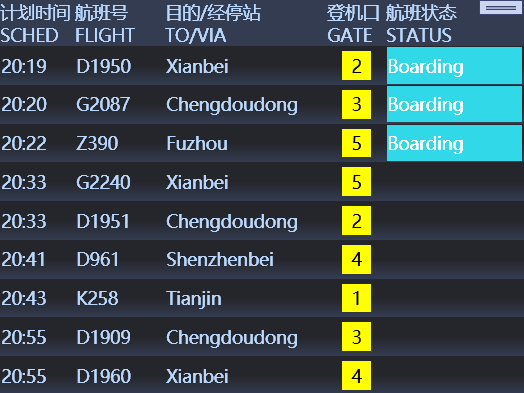 计划时间 航班号 目的/经停站 登机口 航班状态
SCHED FLIGHT TO/VIA GATE STATUS
20:19 D1950 Xianbei 2 Boarding
20:20 G2087 Chengdoudong 3 Boarding
20:22 Z390 Fuzhou 5 Boarding
20:33 G2240 Xianbei 5
20:33 D1951 Chengdoudong 2
20:41 D961 Shenzhenbei 4
20:43 K258 Tianjin 1
20:55 D1909 Chengdoudong 3
20:55 D1960 Xianbei 4